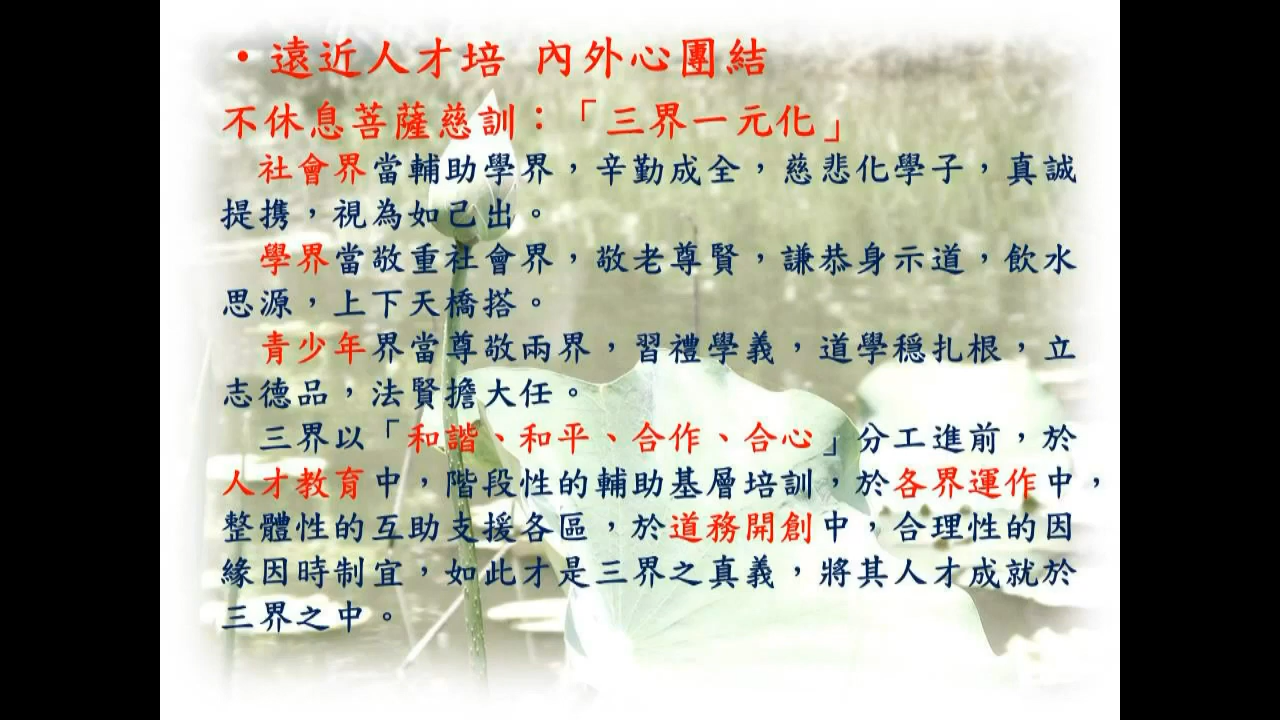 •遠近人才培 內外心團結
不休息菩薩慈訓：「三界一元化」
社會界當輔助學界，辛勤成全，慈悲化學子，真誠
提携，視為如己出。
學界當敬重社會界，敬老尊賢，謙恭身示道，飲水
思源，上下天橋搭。
青少年界當尊敬兩界，習禮學義，道學穩扎根，立
志德品，法賢擔大任。
三界以「和諧、和平、合作、合心」分工進前，於
人才教育中，階段性的輔助基層培訓，於各界運作中，
整體性的互助支援各區，於道務開創中，合理性的因
緣因時制宜，如此才是三界之真義，將其人才成就於
三界之中。